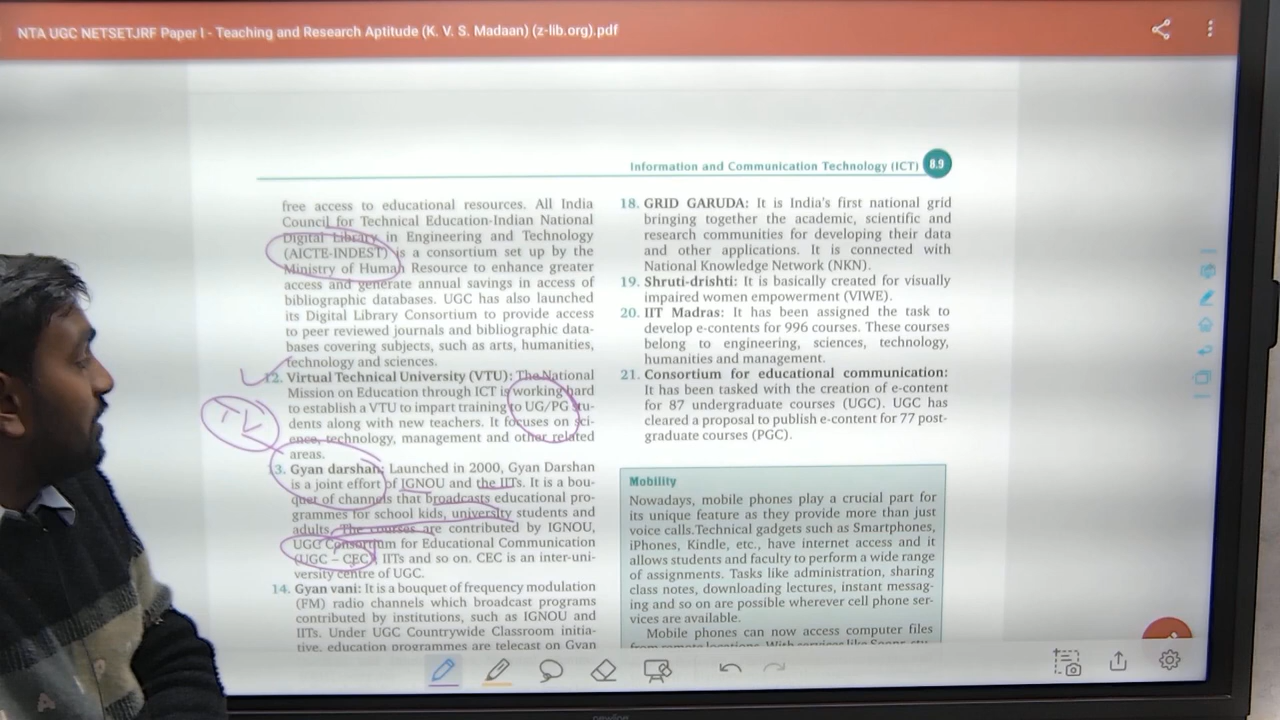 NTA UGC NETSETJRF Paper I - Teaching and Research Aptitude (K. V. S. Madaan) (z-lib.org).pdf
Information and Communication Technology (ICT) 8.9
free access to educational resources. All India
Council for Technical Education-Indian National
Digital Library in Engineering and Technology
(AICTE-INDEST) is a consortium set up by the
Ministry of Human Resource to enhance greater
access and generate annual savings in access of
bibliographic databases. UGC has also launched
its Digital Library Consortium to provide access
to peer reviewed journals and bibliographic data-
bases covering subjects, such as arts, humanities,
technology and sciences.
12. Virtual Technical University (VTU): The National
Mission on Education through ICT is working hard
to establish a VTU to impart training to UG/PG stu-
dents along with new teachers. It focuses on sci-
ence, technology, management and other related
areas.
TV
13. Gyan darshan: Launched in 2000, Gyan Darshan
is a joint effort of IGNOU and the IITs. It is a bou-
quet of channels that broadcasts educational pro-
grammes for school kids, university students and
adults. The courses are contributed by IGNOU,
UGC Consortium for Educational Communication
(UGC – CEC), IITs and so on. CEC is an inter-uni-
versity centre of UGC.
14. Gyan vani: It is a bouquet of frequency modulation
(FM) radio channels which broadcast programs
contributed by institutions, such as IGNOU and
IITs. Under UGC Countrywide Classroom initia-
tive, education programmes are telecast on Gyan
18. GRID GARUDA: It is India's first national grid
bringing together the academic, scientific and
research communities for developing their data
and other applications. It is connected with
National Knowledge Network (NKN).
19. Shruti-drishti: It is basically created for visually
impaired women empowerment (VIWE).
20. IIT Madras: It has been assigned the task to
develop e-contents for 996 courses. These courses
belong to engineering, sciences, technology,
humanities and management.
21. Consortium for educational communication:
It has been tasked with the creation of e-content
for 87 undergraduate courses (UGC). UGC has
cleared a proposal to publish e-content for 77 post-
graduate courses (PGC).
Mobility
Nowadays, mobile phones play a crucial part for
its unique feature as they provide more than just
voice calls.Technical gadgets such as Smartphones,
iPhones, Kindle, etc., have internet access and it
allows students and faculty to perform a wide range
of assignments. Tasks like administration, sharing
class notes, downloading lectures, instant messag-
ing and so on are possible wherever cell phone ser-
vices are available.
Mobile phones can now access computer files
from remote locations. With services like
newline